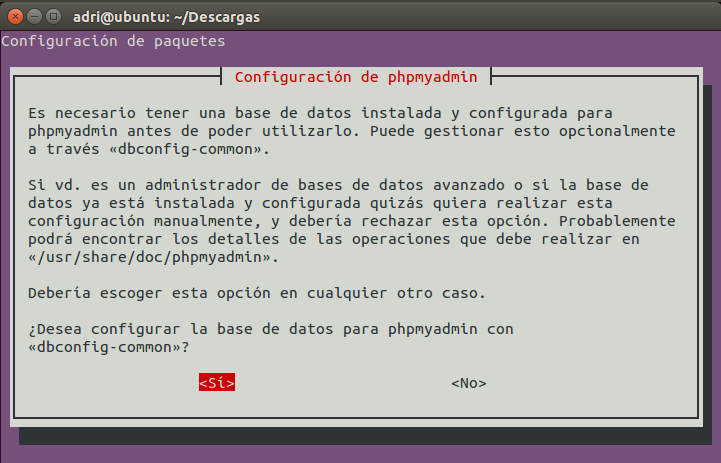 adri@ubuntu: ~/Descargas
Configuración de paquetes
Configuración de phpmyadmin
Es necesario tener una base de datos instalada y configurada para
phpmyadmin antes de poder utilizarlo. Puede gestionar esto opcionalmente
a través «dbconfig-common».
Si vd. es un administrador de bases de datos avanzado o si la base de
datos ya está instalada y configurada quizás quiera realizar esta
configuración manualmente, y debería rechazar esta opción. Probablemente
podrá encontrar los detalles de las operaciones que debe realizar en
«/usr/share/doc/phpmyadmin».
Debería escoger esta opción en cualquier otro caso.
¿Desea configurar la base de datos para phpmyadmin con
«dbconfig-common»?
<Sí> <No>